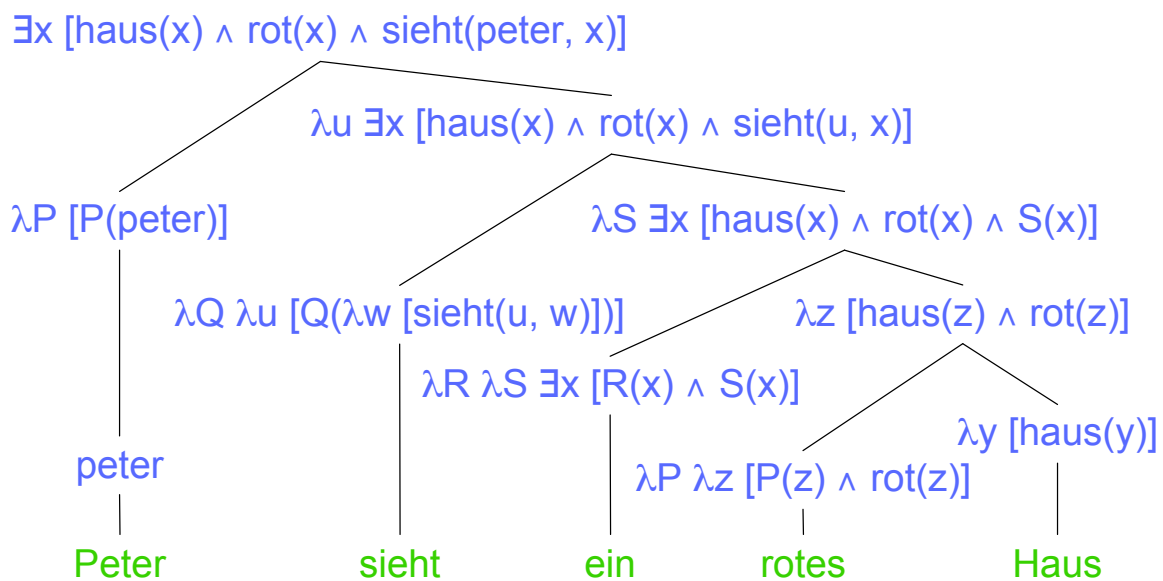 ∃x [haus(x) ∧ rot(x) ∧ sieht(peter, x)]
λu ∃x [haus(x) ∧ rot(x) ∧ sieht(u, x)]
λP [P(peter)]
λS ∃x [haus(x) ∧ rot(x) ∧ S(x)]
λQ λu [Q(λw [sieht(u, w)])]
λz [haus(z) ∧ rot(z)]
λR λS ∃x [R(x) ∧ S(x)]
λy [haus(y)]
peter
λP λz [P(z) ∧ rot(z)]
Peter sieht ein rotes Haus